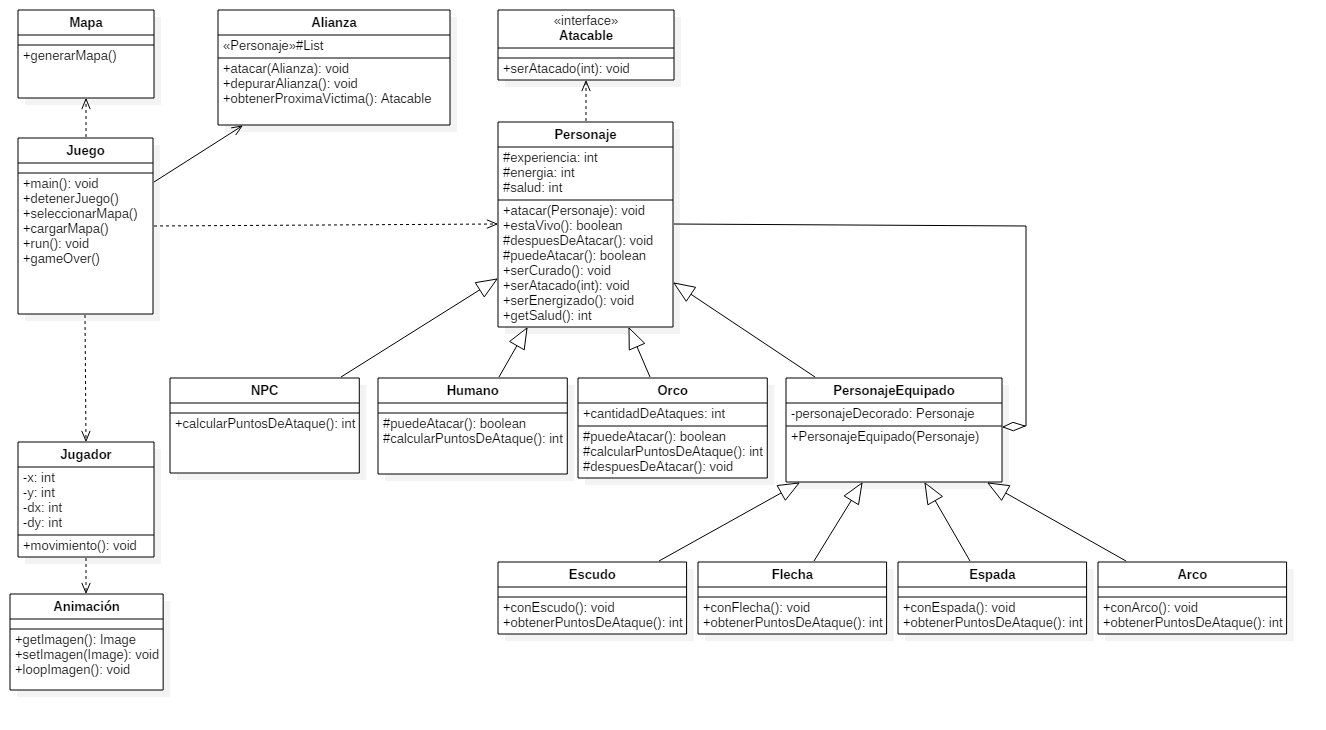 Mapa
+generarMapa()
Alianza
«Personaje»#List
+atacar(Alianza): void
+depurarAlianza(): void
+obtenerProximaVictima(): Atacable
«interface»
Atacable
+serAtacado(int): void
Juego
+main(): void
+detenerJuego()
+seleccionarMapa()
+cargarMapa()
+run(): void
+gameOver()
Personaje
#experiencia: int
#energia: int
#salud: int
+atacar(Personaje): void
+estaVivo(): boolean
#despuesDeAtacar(): void
#puedeAtacar(): boolean
+serCurado(): void
+serAtacado(int): void
+serEnergizado(): void
+getSalud(): int
NPC
+calcularPuntosDeAtaque(): int
Humano
#puedeAtacar(): boolean
#calcularPuntosDeAtaque(): int
Orco
+cantidadDeAtaques: int
#puedeAtacar(): boolean
#calcularPuntosDeAtaque(): int
#despuesDeAtacar(): void
PersonajeEquipado
-personajeDecorado: Personaje
+PersonajeEquipado(Personaje)
Jugador
-x: int
-y: int
-dx: int
-dy: int
+movimiento(): void
Animación
+getImagen(): Image
+setImagen(Image): void
+loopImagen(): void
Escudo
+conEscudo(): void
+obtenerPuntosDeAtaque(): int
Flecha
+conFlecha(): void
+obtenerPuntosDeAtaque(): int
Espada
+conEspada(): void
+obtenerPuntosDeAtaque(): int
Arco
+conArco(): void
+obtenerPuntosDeAtaque(): int